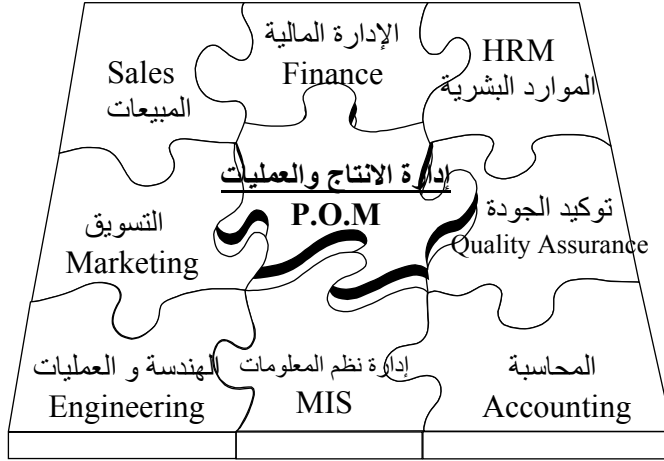 Sales
المبيعات
الإدارة المالية
Finance
HRM
الموارد البشرية
التسويق
Marketing
إدارة الانتاج والعمليات
P.O.M
توكيد الجودة
Quality Assurance
الهندسة و العمليات
Engineering
إدارة نظم المعلومات
MIS
المحاسبة
Accounting